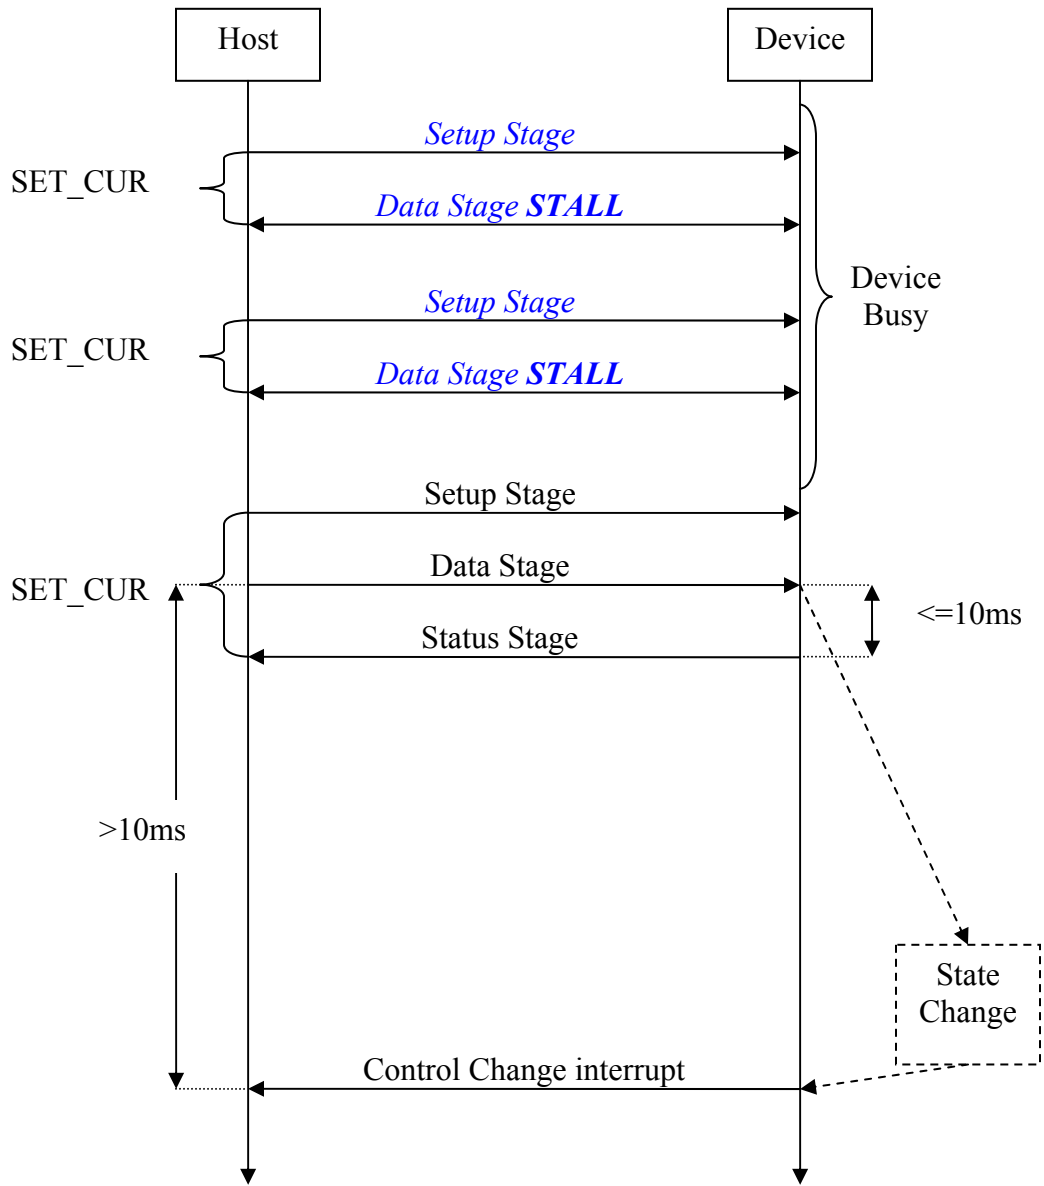 Host
Device
Setup Stage
SET_CUR
Data Stage STALL
Device
Busy
Setup Stage
SET_CUR
Data Stage STALL
Setup Stage
Data Stage
SET_CUR
<=10ms
Status Stage
>10ms
State
Change
Control Change interrupt